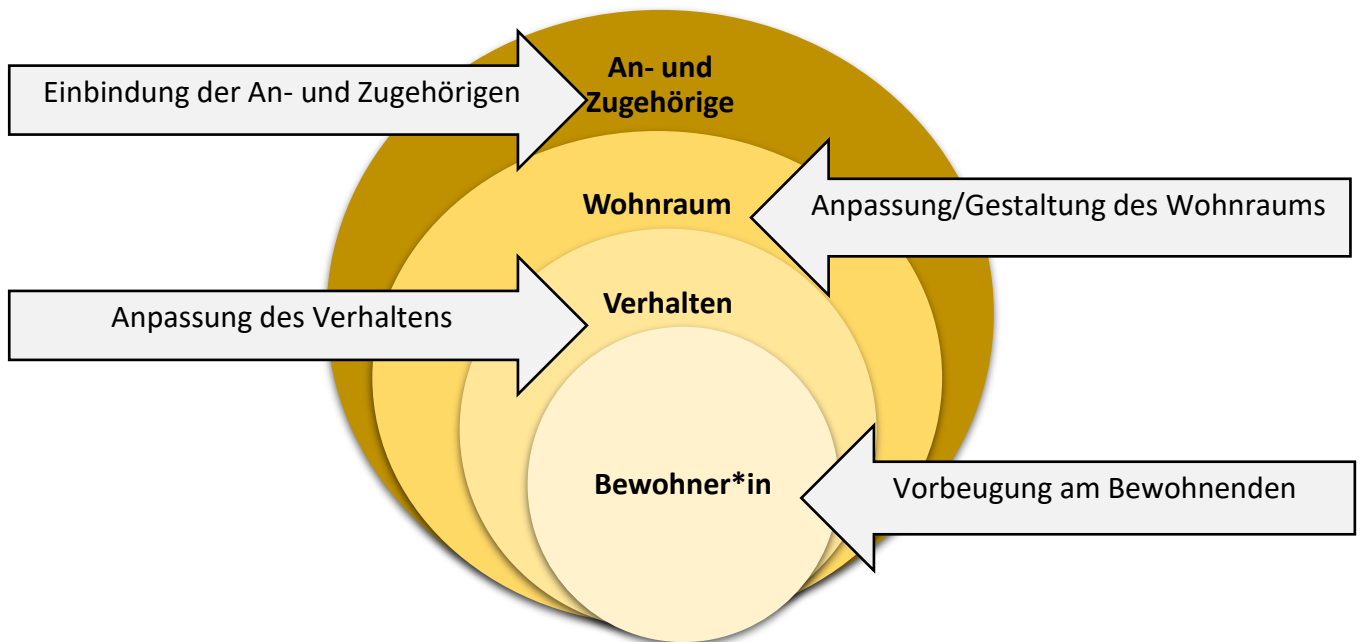 An- und
Zugehörige
Einbindung der An- und Zugehörigen
Wohnraum
Anpassung/Gestaltung des Wohnraums
Verhalten
Anpassung des Verhaltens
Bewohner*in
Vorbeugung am Bewohnenden